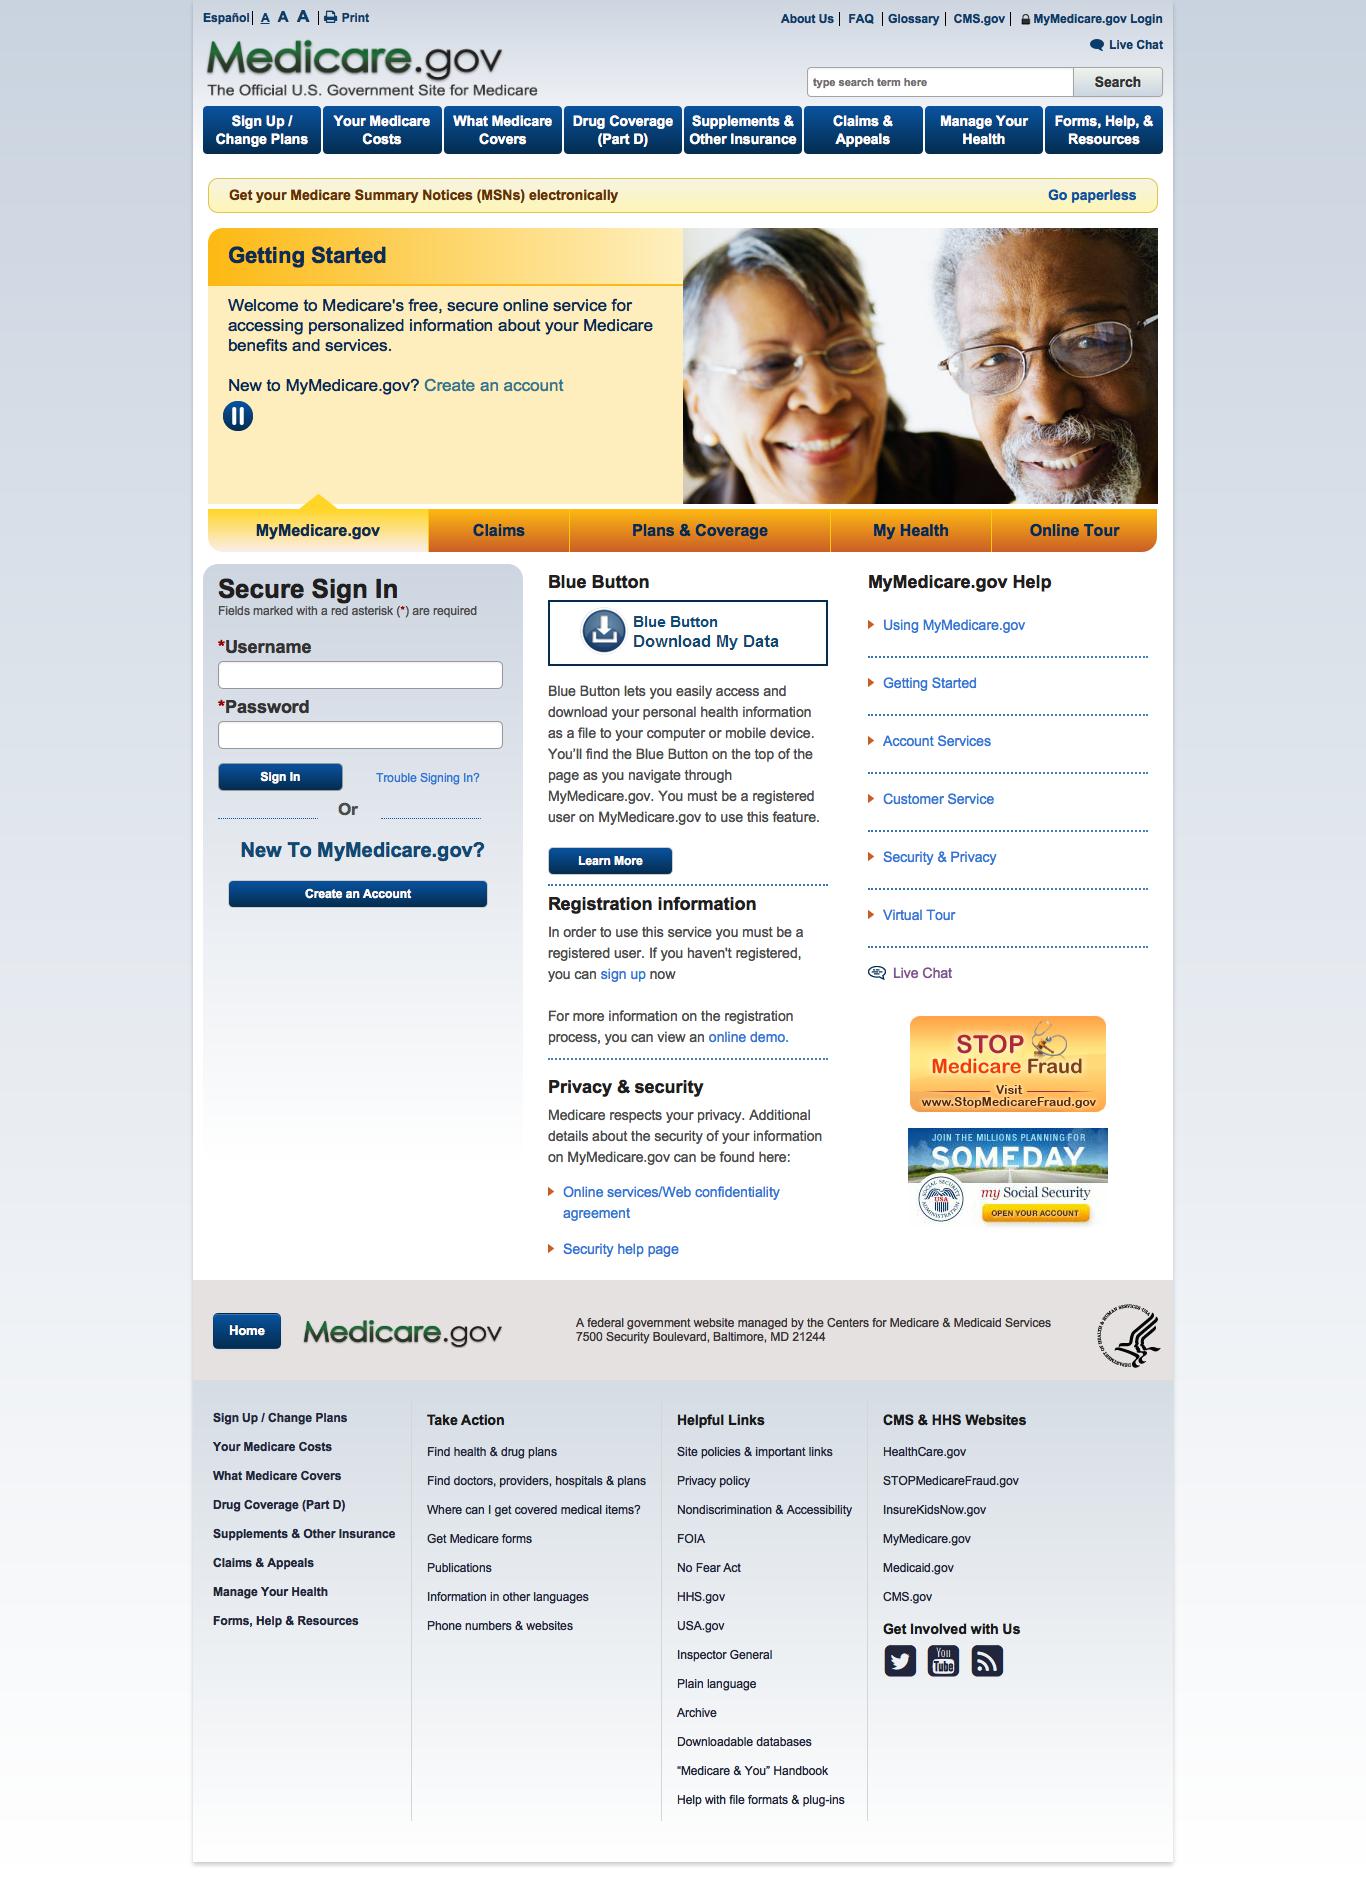 Español A A A Print
About Us FAQ Glossary CMS.gov MyMedicare.gov Login
Live Chat
Medicare.gov
The Official U.S. Government Site for Medicare
type search term here Search
Sign Up / Change Plans
Your Medicare Costs
What Medicare Covers
Drug Coverage (Part D)
Supplements & Other Insurance
Claims & Appeals
Manage Your Health
Forms, Help, & Resources
Get your Medicare Summary Notices (MSNs) electronically Go paperless
Getting Started
Welcome to Medicare's free, secure online service for
accessing personalized information about your Medicare
benefits and services.
New to MyMedicare.gov? Create an account
MyMedicare.gov Claims Plans & Coverage My Health Online Tour
Secure Sign In
Fields marked with a red asterisk (*) are required
*Username
*Password
Sign In Trouble Signing In?
Or
New To MyMedicare.gov?
Create an Account
Blue Button
Blue Button
Download My Data
Blue Button lets you easily access and
download your personal health information
as a file to your computer or mobile device.
You'll find the Blue Button on the top of the
page as you navigate through
MyMedicare.gov. You must be a registered
user on MyMedicare.gov to use this feature.
Learn More
Registration information
In order to use this service you must be a
registered user. If you haven't registered,
you can sign up now
For more information on the registration
process, you can view an online demo.
Privacy & security
Medicare respects your privacy. Additional
details about the security of your information
on MyMedicare.gov can be found here:
Online services/Web confidentiality
agreement
Security help page
MyMedicare.gov Help
Using MyMedicare.gov
Getting Started
Account Services
Customer Service
Security & Privacy
Virtual Tour
Live Chat
STOP
Medicare Fraud
Visit
www.StopMedicareFraud.gov
JOIN THE MILLIONS PLANNING FOR
SOMEDAY
SOCIAL SECURITY ADMINISTRATION
USA
my Social Security
OPEN YOUR ACCOUNT
Home Medicare.gov
A federal government website managed by the Centers for Medicare & Medicaid Services
7500 Security Boulevard, Baltimore, MD 21244
DEPARTMENT OF HEALTH & HUMAN SERVICES USA
Sign Up / Change Plans
Your Medicare Costs
What Medicare Covers
Drug Coverage (Part D)
Supplements & Other Insurance
Claims & Appeals
Manage Your Health
Forms, Help & Resources
Take Action
Find health & drug plans
Find doctors, providers, hospitals & plans
Where can I get covered medical items?
Get Medicare forms
Publications
Information in other languages
Phone numbers & websites
Helpful Links
Site policies & important links
Privacy policy
Nondiscrimination & Accessibility
FOIA
No Fear Act
HHS.gov
USA.gov
Inspector General
Plain language
Archive
Downloadable databases
“Medicare & You” Handbook
Help with file formats & plug-ins
CMS & HHS Websites
HealthCare.gov
STOPMedicareFraud.gov
InsureKidsNow.gov
MyMedicare.gov
Medicaid.gov
CMS.gov
Get Involved with Us
You
Tube